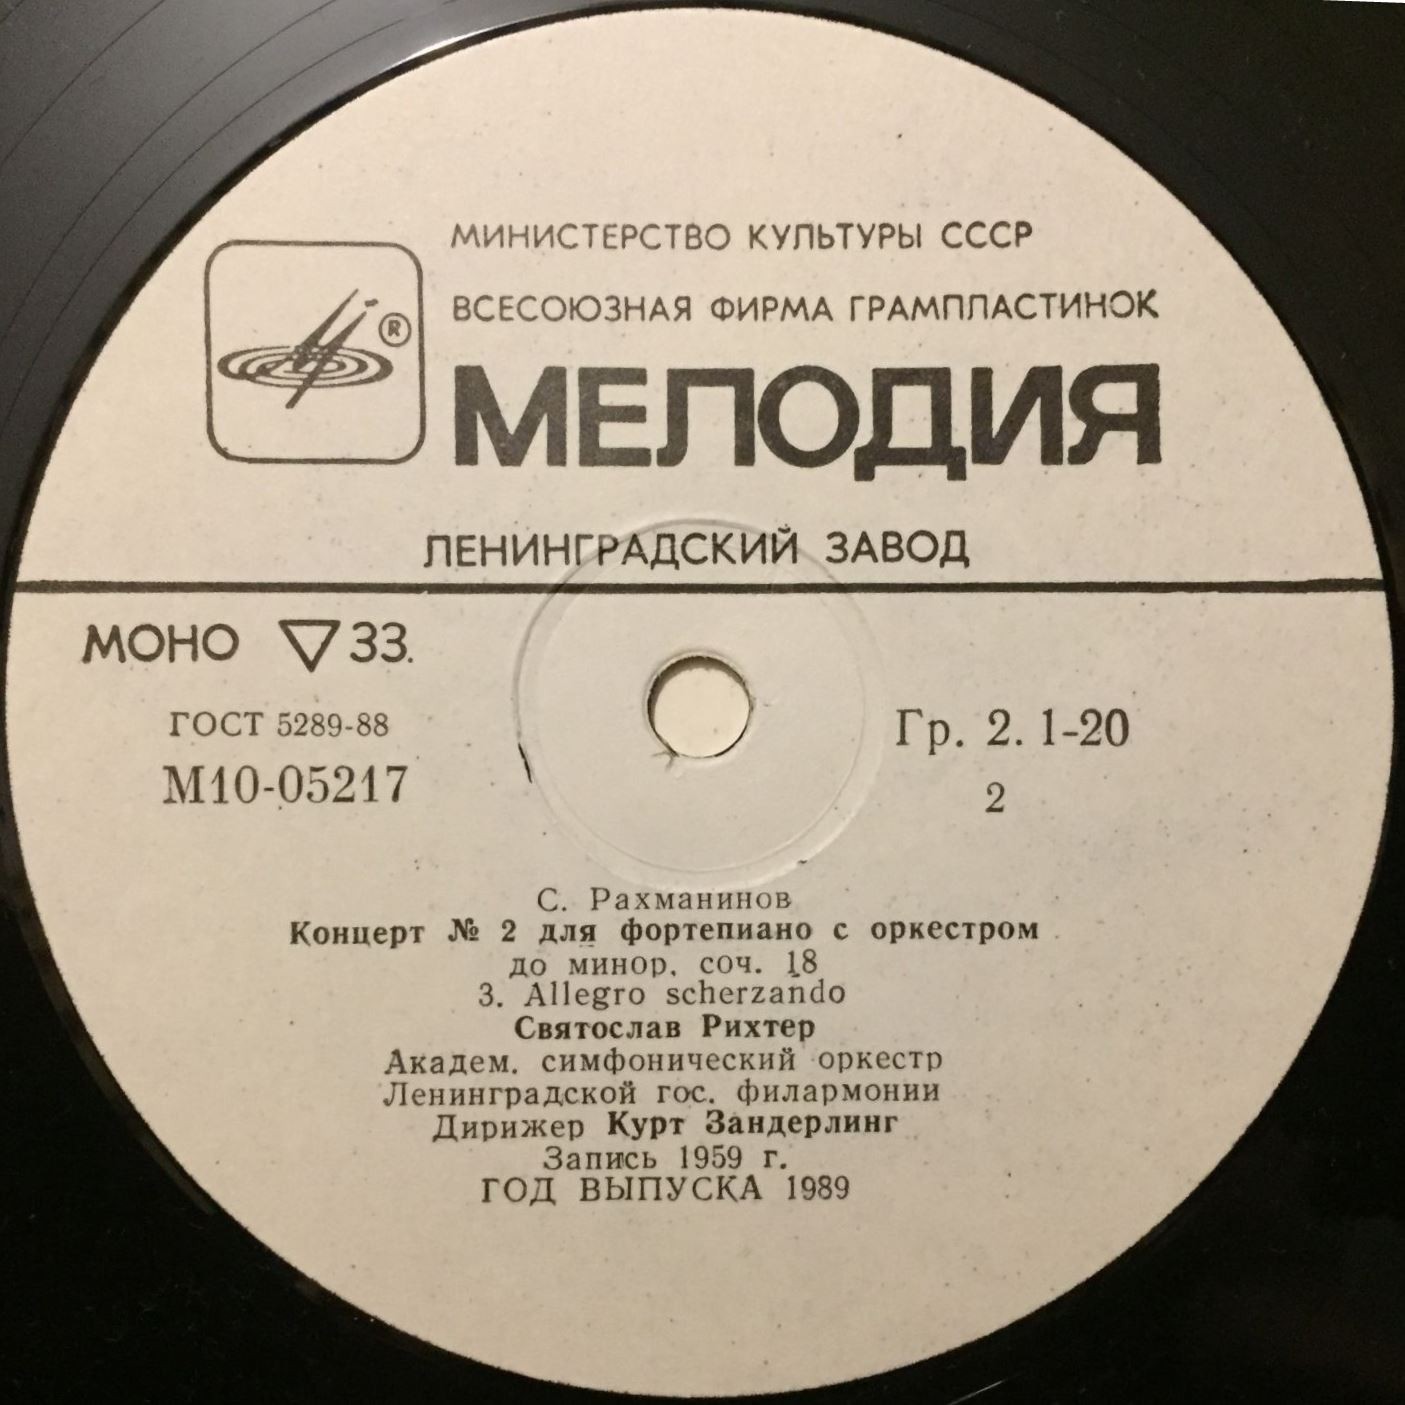 МИНИСТЕРСТВО КУЛЬТУРЫ СССР
ВСЕСОЮЗНАЯ ФИРМА ГРАМПЛАСТИНОК
®
МЕЛОДИЯ
ЛЕНИНГРАДСКИЙ ЗАВОД
МОНО ▽ 33.
ГОСТ 5289-88
М10-05217
Гр. 2. 1-20
2
С. Рахманинов
Концерт № 2 для фортепиано с оркестром
до минор, соч. 18
3. Allegro scherzando
Святослав Рихтер
Академ. симфонический оркестр
Ленинградской гос. филармонии
Дирижер Курт Зандерлинг
Запись 1959 г.
ГОД ВЫПУСКА 1989